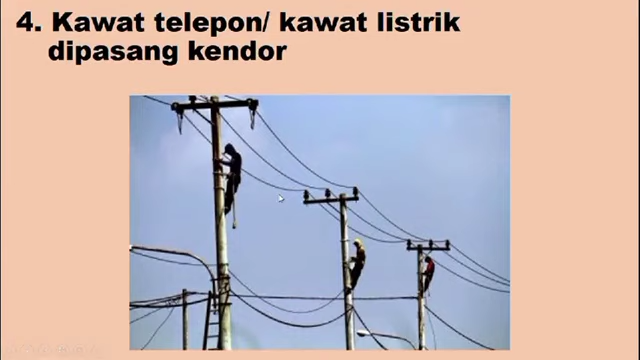 4. Kawat telepon/ kawat listrik
dipasang kendor